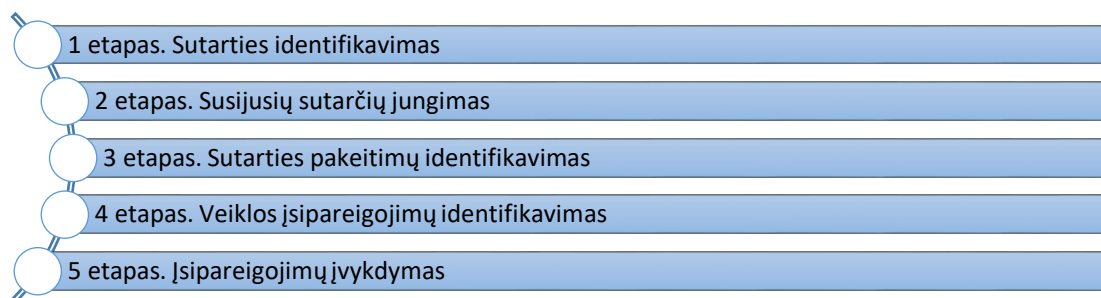 1 etapas. Sutarties identifikavimas
2 etapas. Susijusių sutarčių jungimas
3 etapas. Sutarties pakeitimų identifikavimas
4 etapas. Veiklos įsipareigojimų identifikavimas
5 etapas. Įsipareigojimų įvykdymas